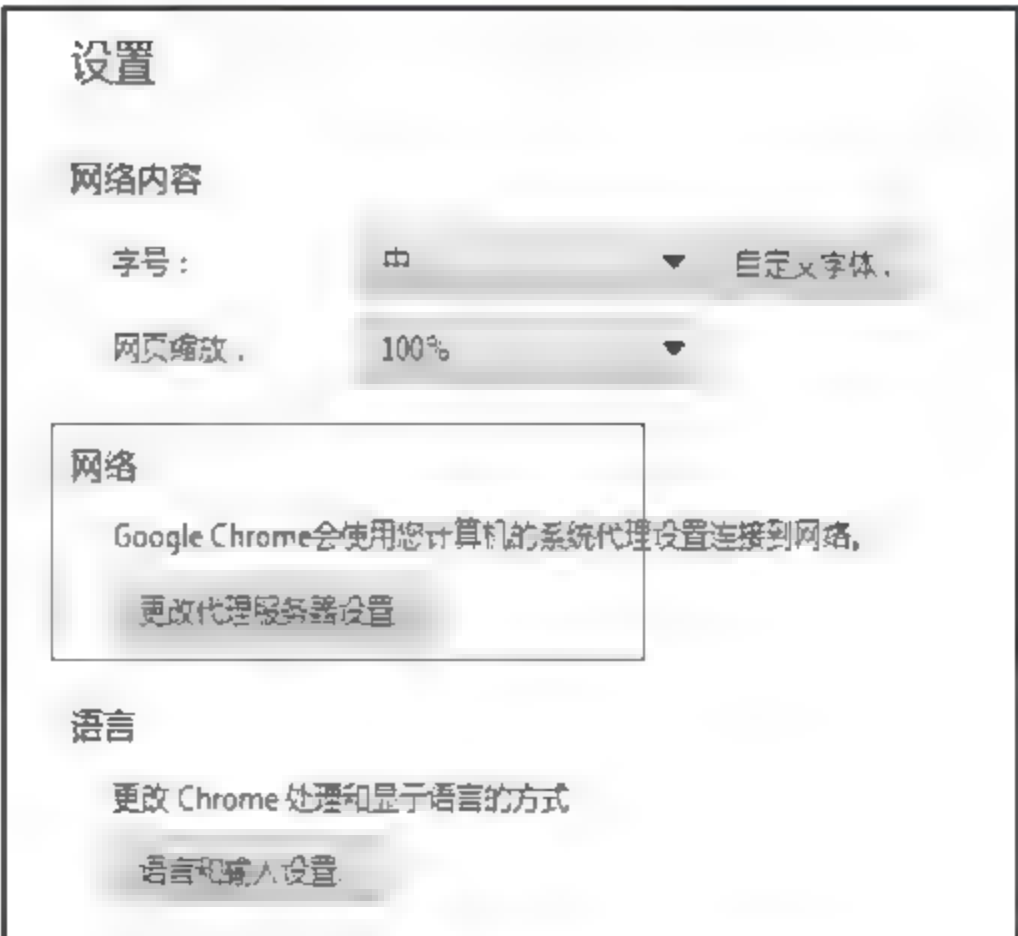 设置
网络内容
字号： 中 自定义字体.
网页缩放. 100%
网络
Google Chrome会使用您计算机的系统代理设置连接到网络,
更改代理服务器设置
语言
更改 Chrome 处理和显示语言的方式
语言和输入设置